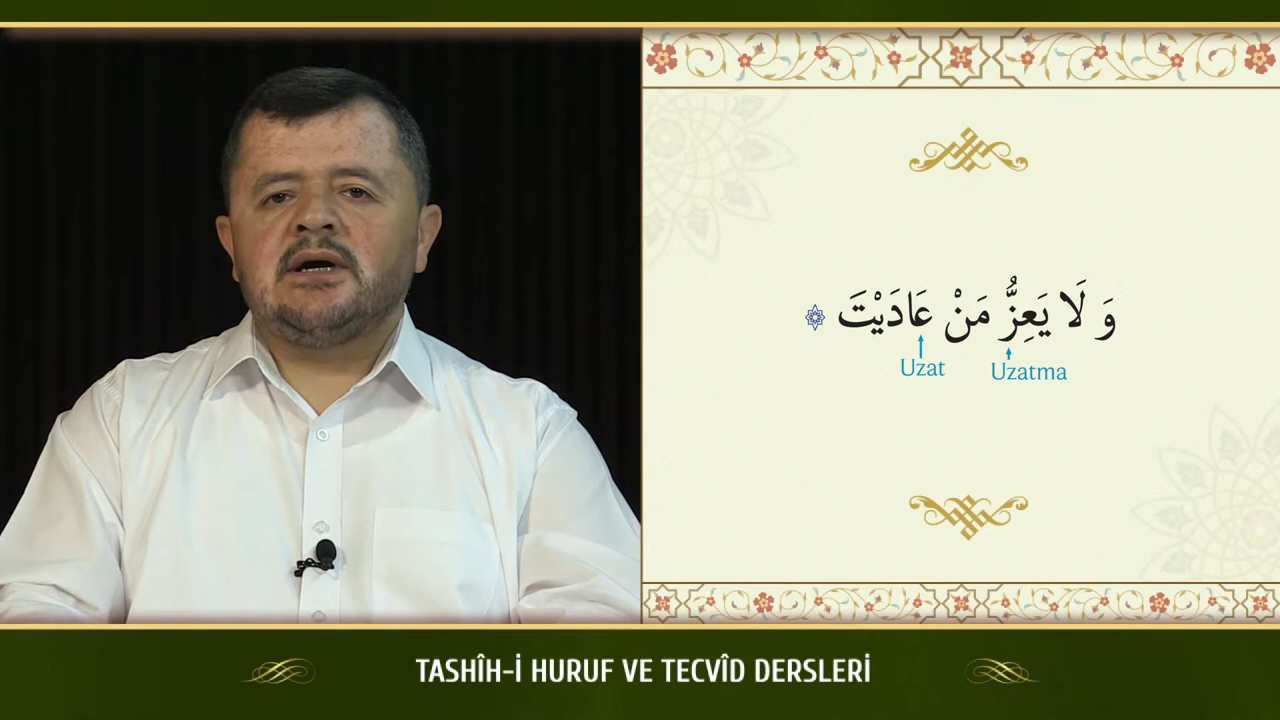 وَ لَا يَعِزُّ مَنْ عَادَيْتَ
Uzat Uzatma
TASHÎH-İ HURUF VE TECVÎD DERSLERİ